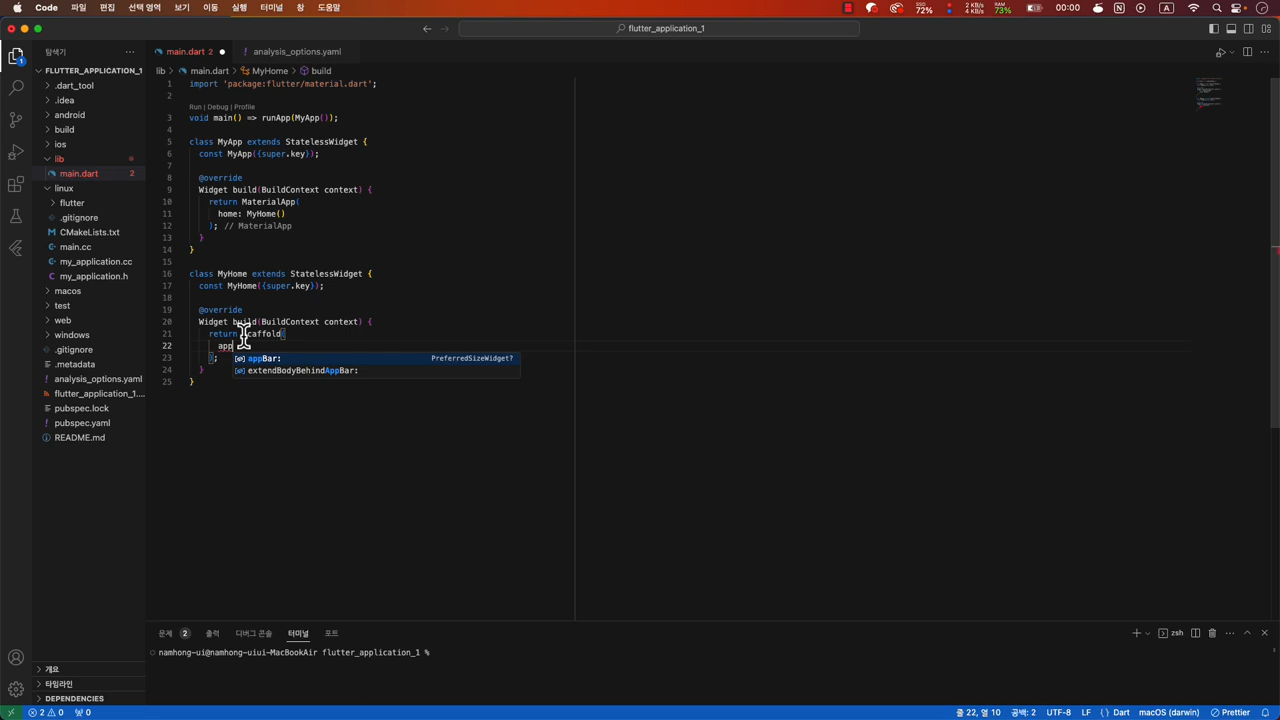 Code 파일 편집 선택 영역 보기 이동 실행 터미널 창 도움말
SSD 72% 2 KB/s 4 KB/s RAM 73% 00:00 A
flutter_application_1
탐색기
main.dart 2
analysis_options.yaml
FLUTTER_APPLICATION_1
lib > main.dart > MyHome > build
.dart_tool
.idea
android
build
ios
lib
main.dart 2
linux
flutter
.gitignore
CMakeLists.txt
main.cc
my_application.cc
my_application.h
macos
test
web
windows
.gitignore
.metadata
analysis_options.yaml
flutter_application_1....
pubspec.lock
pubspec.yaml
README.md
개요
타임라인
DEPENDENCIES
1 import 'package:flutter/material.dart';
2
Run | Debug | Profile
3 void main() => runApp(MyApp());
4
5 class MyApp extends StatelessWidget {
6 const MyApp({super.key});
7
8 @override
9 Widget build(BuildContext context) {
10 return MaterialApp(
11 home: MyHome()
12 ); // MaterialApp
13 }
14 }
15
16 class MyHome extends StatelessWidget {
17 const MyHome({super.key});
18
19 @override
20 Widget build(BuildContext context) {
21 return Scaffold(
22 app
23 );
appBar: PreferredSizeWidget?
24 }
extendBodyBehindAppBar:
25 }
문제 2 출력 디버그 콘솔 터미널 포트
zsh
namhong-ui@namhong-uiui-MacBookAir flutter_application_1 %
2 0 0 줄 22, 열 10 공백: 2 UTF-8 LF {} Dart macOS (darwin) Prettier